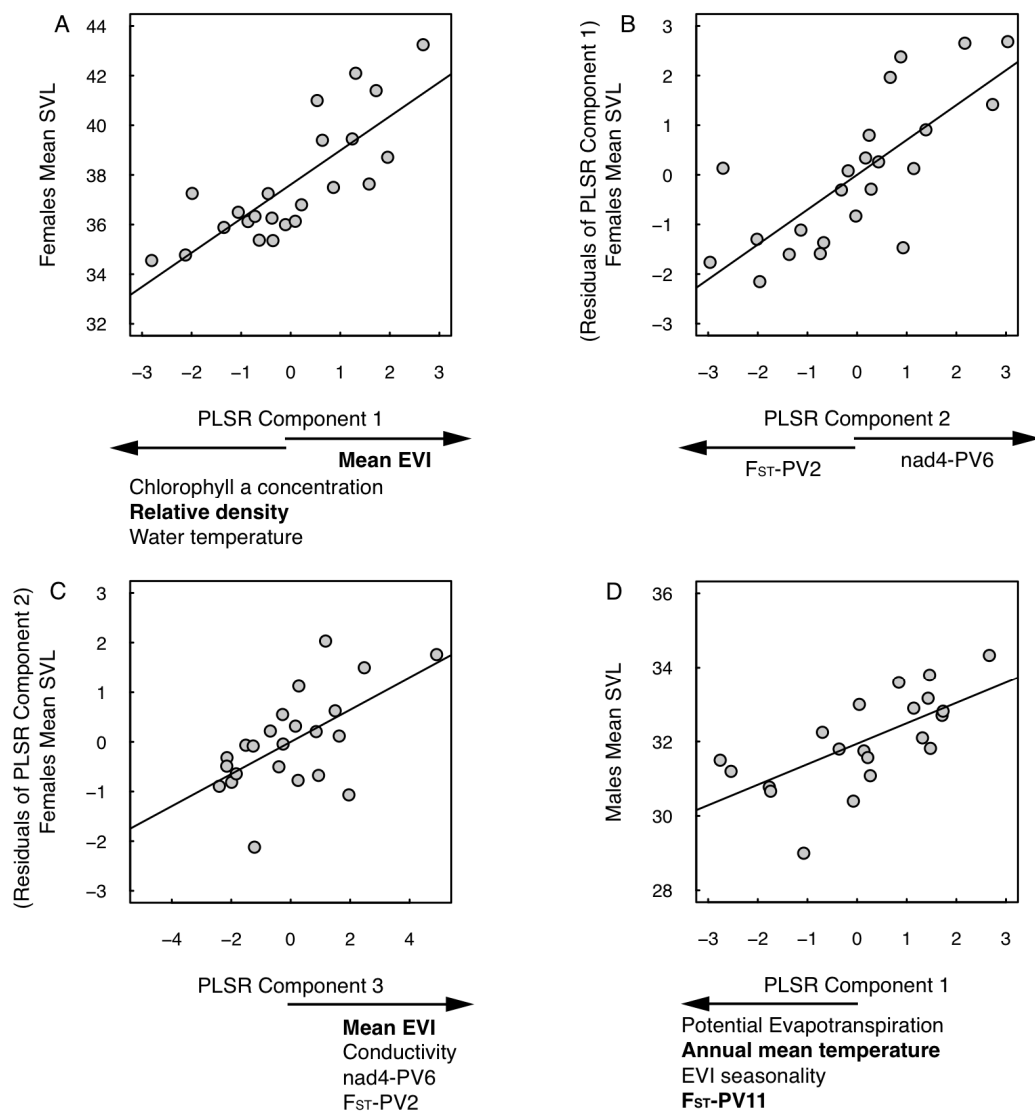 A
Females Mean SVL
44
42
40
38
36
34
32
−3 −2 −1 0 1 2 3
PLSR Component 1
Mean EVI
Chlorophyll a concentration
Relative density
Water temperature
B
(Residuals of PLSR Component 1)
Females Mean SVL
3
2
1
0
−1
−2
−3
−3 −2 −1 0 1 2 3
PLSR Component 2
FST-PV2
nad4-PV6
C
(Residuals of PLSR Component 2)
Females Mean SVL
3
2
1
0
−1
−2
−3
−4 −2 0 2 4
PLSR Component 3
Mean EVI
Conductivity
nad4-PV6
FST-PV2
D
Males Mean SVL
36
34
32
30
28
−3 −2 −1 0 1 2 3
PLSR Component 1
Potential Evapotranspiration
Annual mean temperature
EVI seasonality
FST-PV11